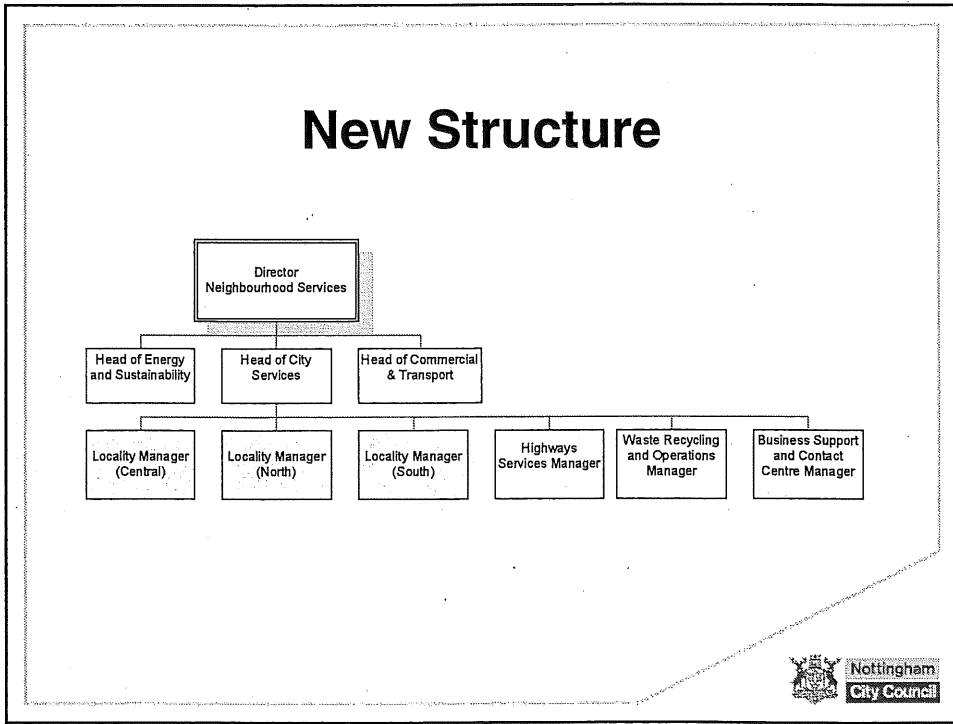 New Structure
Director
Neighbourhood Services
Head of Energy
and Sustainability
Head of City
Services
Head of Commercial
& Transport
Locality Manager
(Central)
Locality Manager
(North)
Locality Manager
(South)
Highways
Services Manager
Waste Recycling
and Operations
Manager
Business Support
and Contact
Centre Manager
Nottingham
City Council